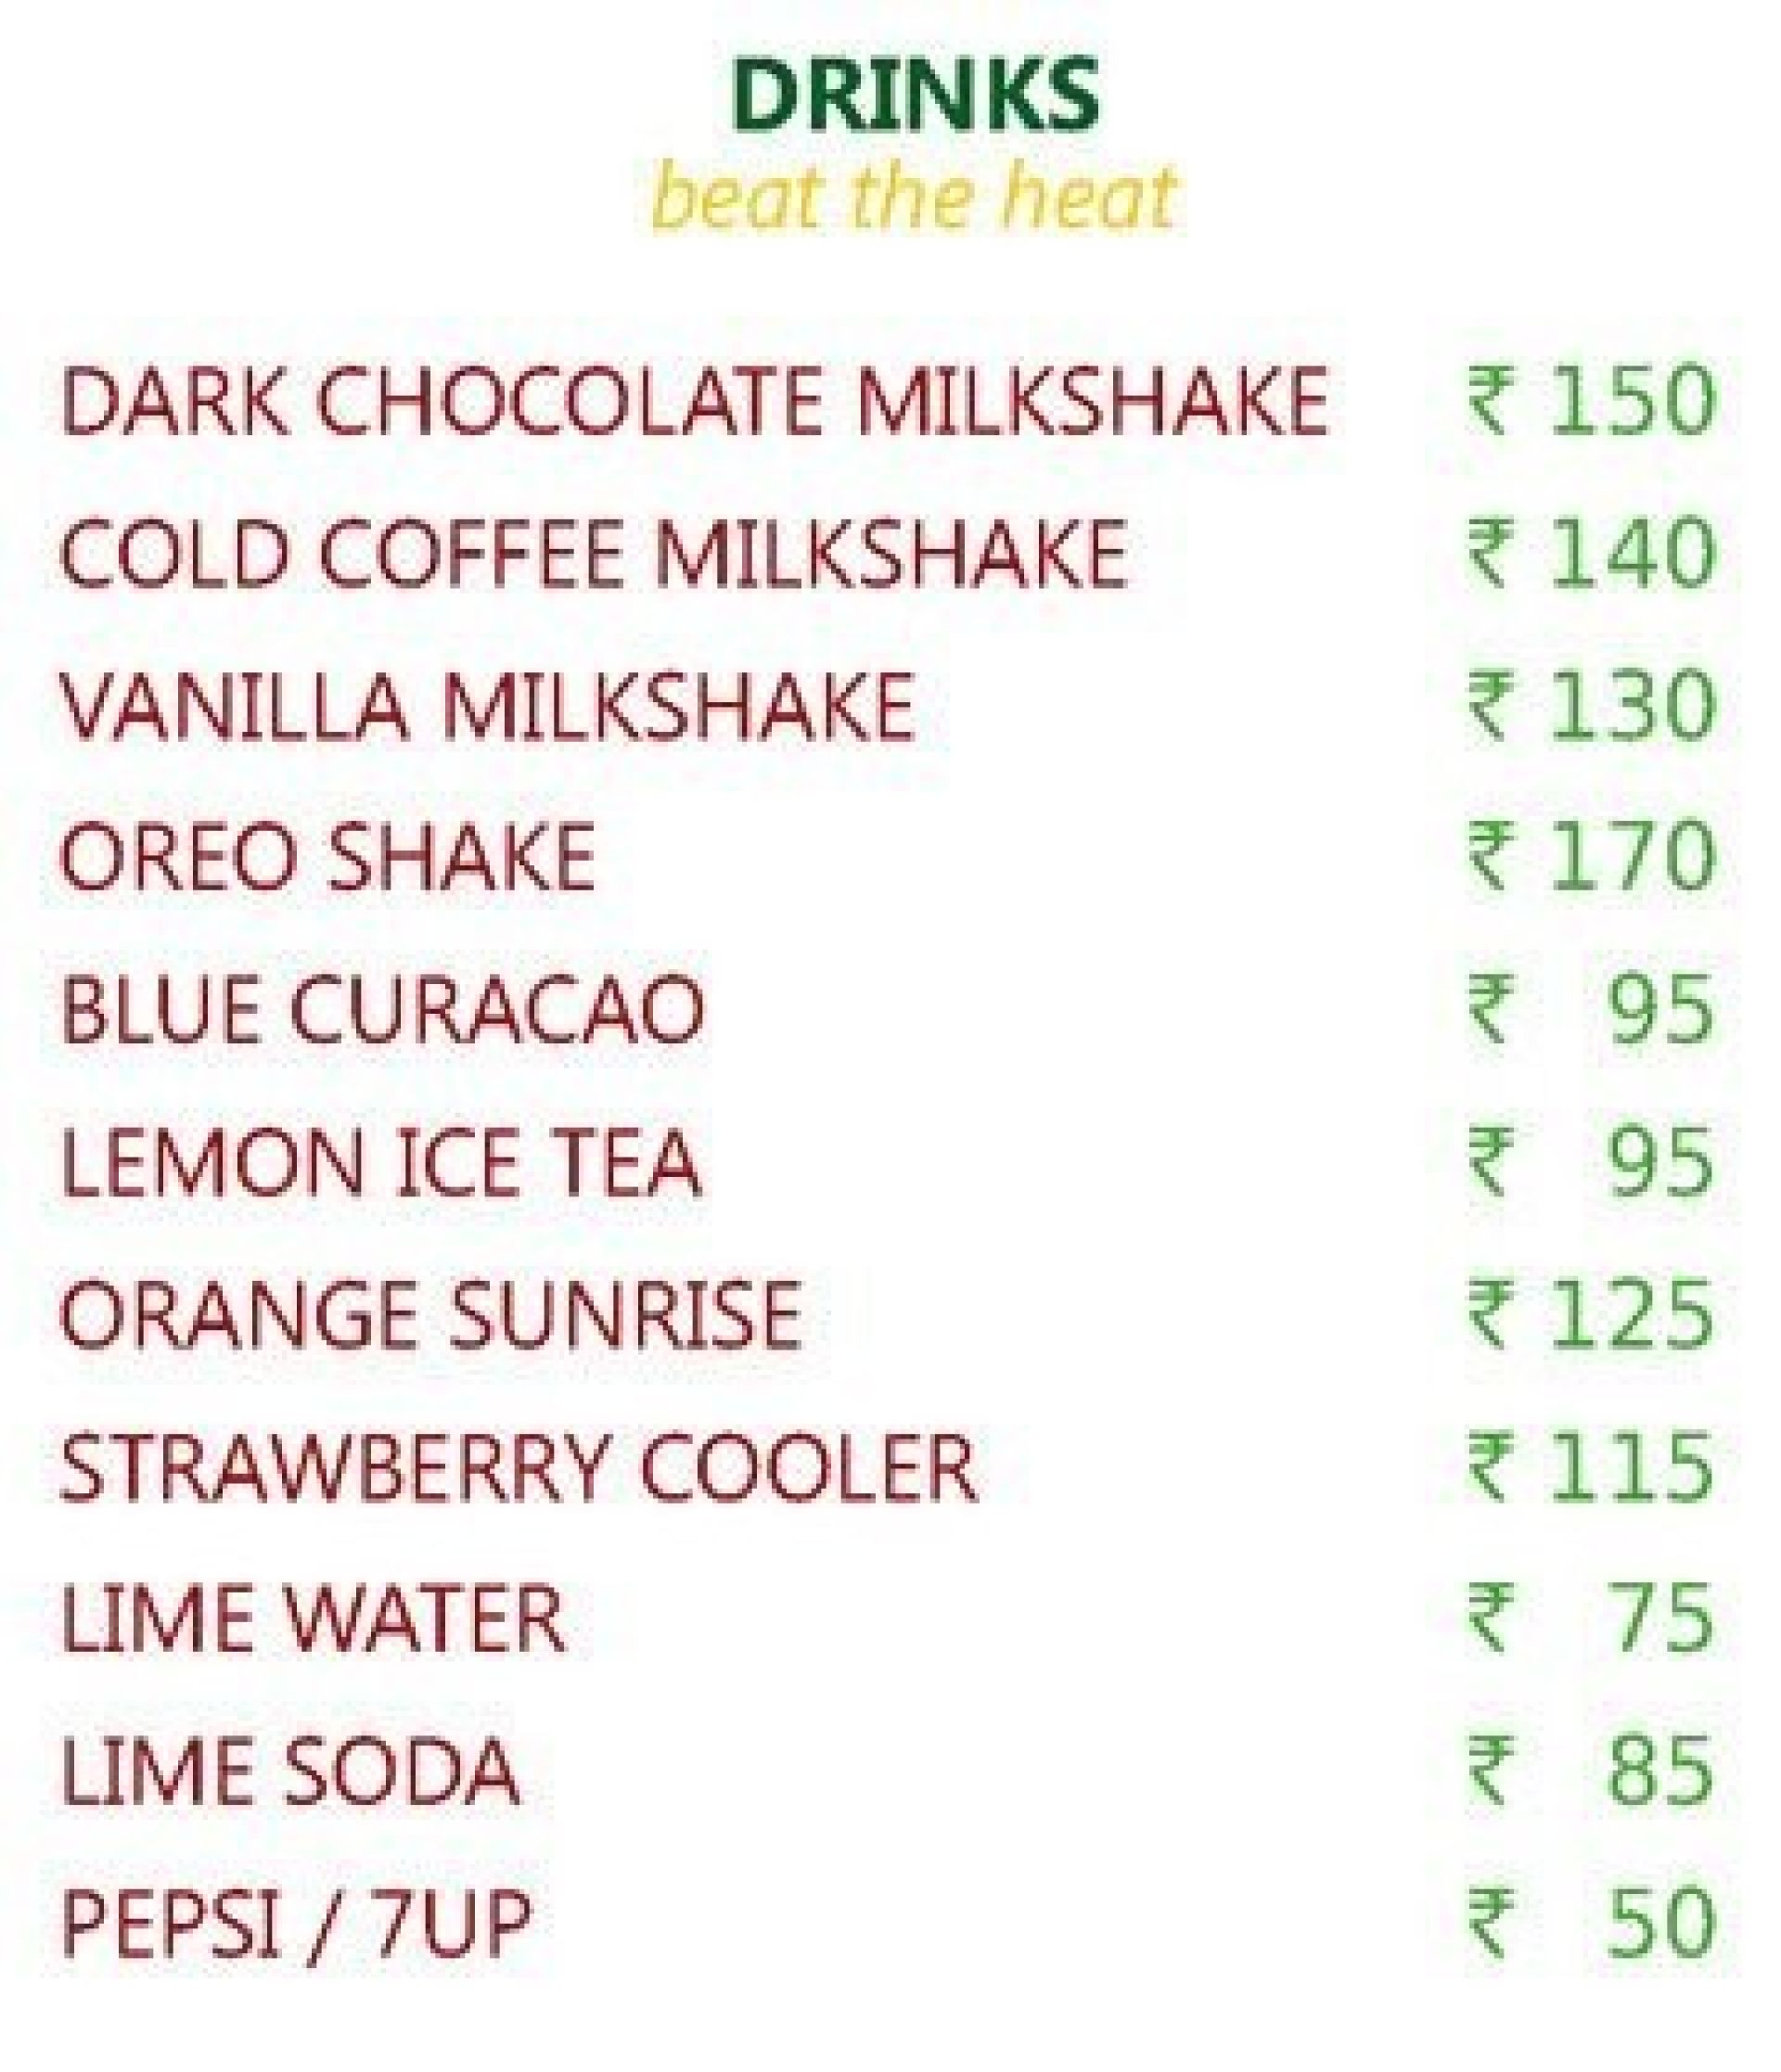 DRINKS
beat the heat
DARK CHOCOLATE MILKSHAKE ₹ 150
COLD COFFEE MILKSHAKE ₹ 140
VANILLA MILKSHAKE ₹ 130
OREO SHAKE ₹ 170
BLUE CURACAO ₹ 95
LEMON ICE TEA ₹ 95
ORANGE SUNRISE ₹ 125
STRAWBERRY COOLER ₹ 115
LIME WATER ₹ 75
LIME SODA ₹ 85
PEPSI / 7UP ₹ 50